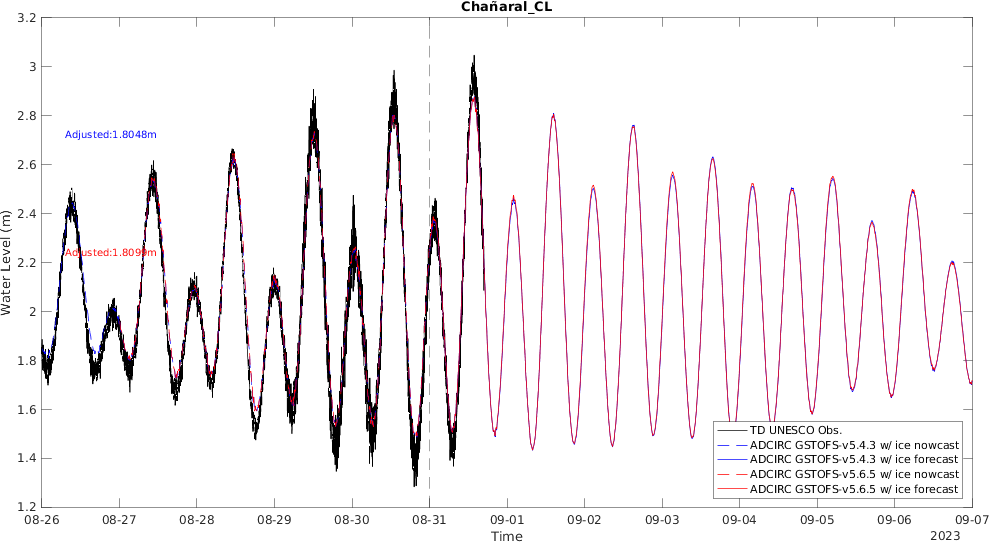 Chañaral_CL
3.2
3
2.8
2.6
2.4
2.2
2
1.8
1.6
1.4
1.2
Water Level (m)
Adjusted:1.8048m
Adjusted:1.8099m
TD UNESCO Obs.
ADCIRC GSTOFS-v5.4.3 w/ ice nowcast
ADCIRC GSTOFS-v5.4.3 w/ ice forecast
ADCIRC GSTOFS-v5.6.5 w/ ice nowcast
ADCIRC GSTOFS-v5.6.5 w/ ice forecast
08-26 08-27 08-28 08-29 08-30 08-31 09-01 09-02 09-03 09-04 09-05 09-06 09-07
Time
2023